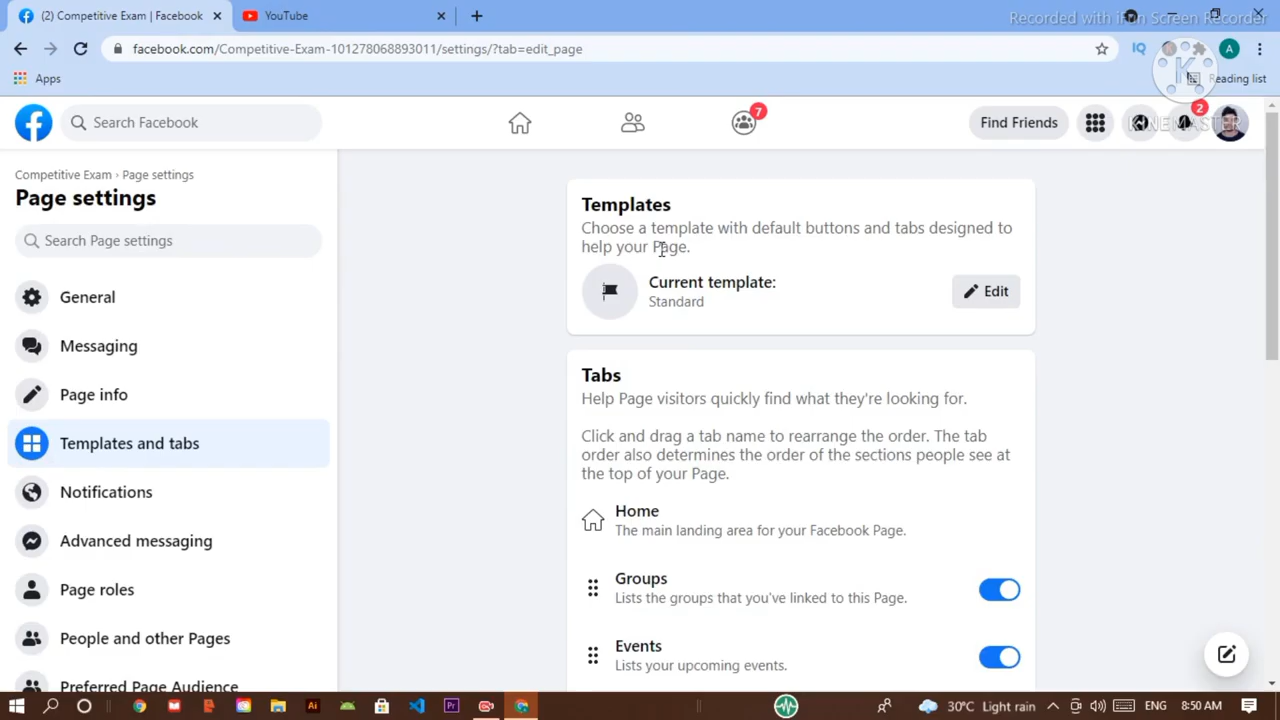 (2) Competitive Exam | Facebook
YouTube
Recorded with iFun Screen Recorder
facebook.com/Competitive-Exam-101278068893011/settings/?tab=edit_page
IQ
A
Apps
Reading list
K
Search Facebook
7
Find Friends
2
KINEMASTER
Competitive Exam › Page settings
Page settings
Search Page settings
General
Messaging
Page info
Templates and tabs
Notifications
Advanced messaging
Page roles
People and other Pages
Preferred Page Audience
Templates
Choose a template with default buttons and tabs designed to
help your Page.
Current template:
Standard
Edit
Tabs
Help Page visitors quickly find what they're looking for.
Click and drag a tab name to rearrange the order. The tab
order also determines the order of the sections people see at
the top of your Page.
Home
The main landing area for your Facebook Page.
Groups
Lists the groups that you've linked to this Page.
Events
Lists your upcoming events.
Ai
Pr
30°C Light rain
ENG
8:50 AM